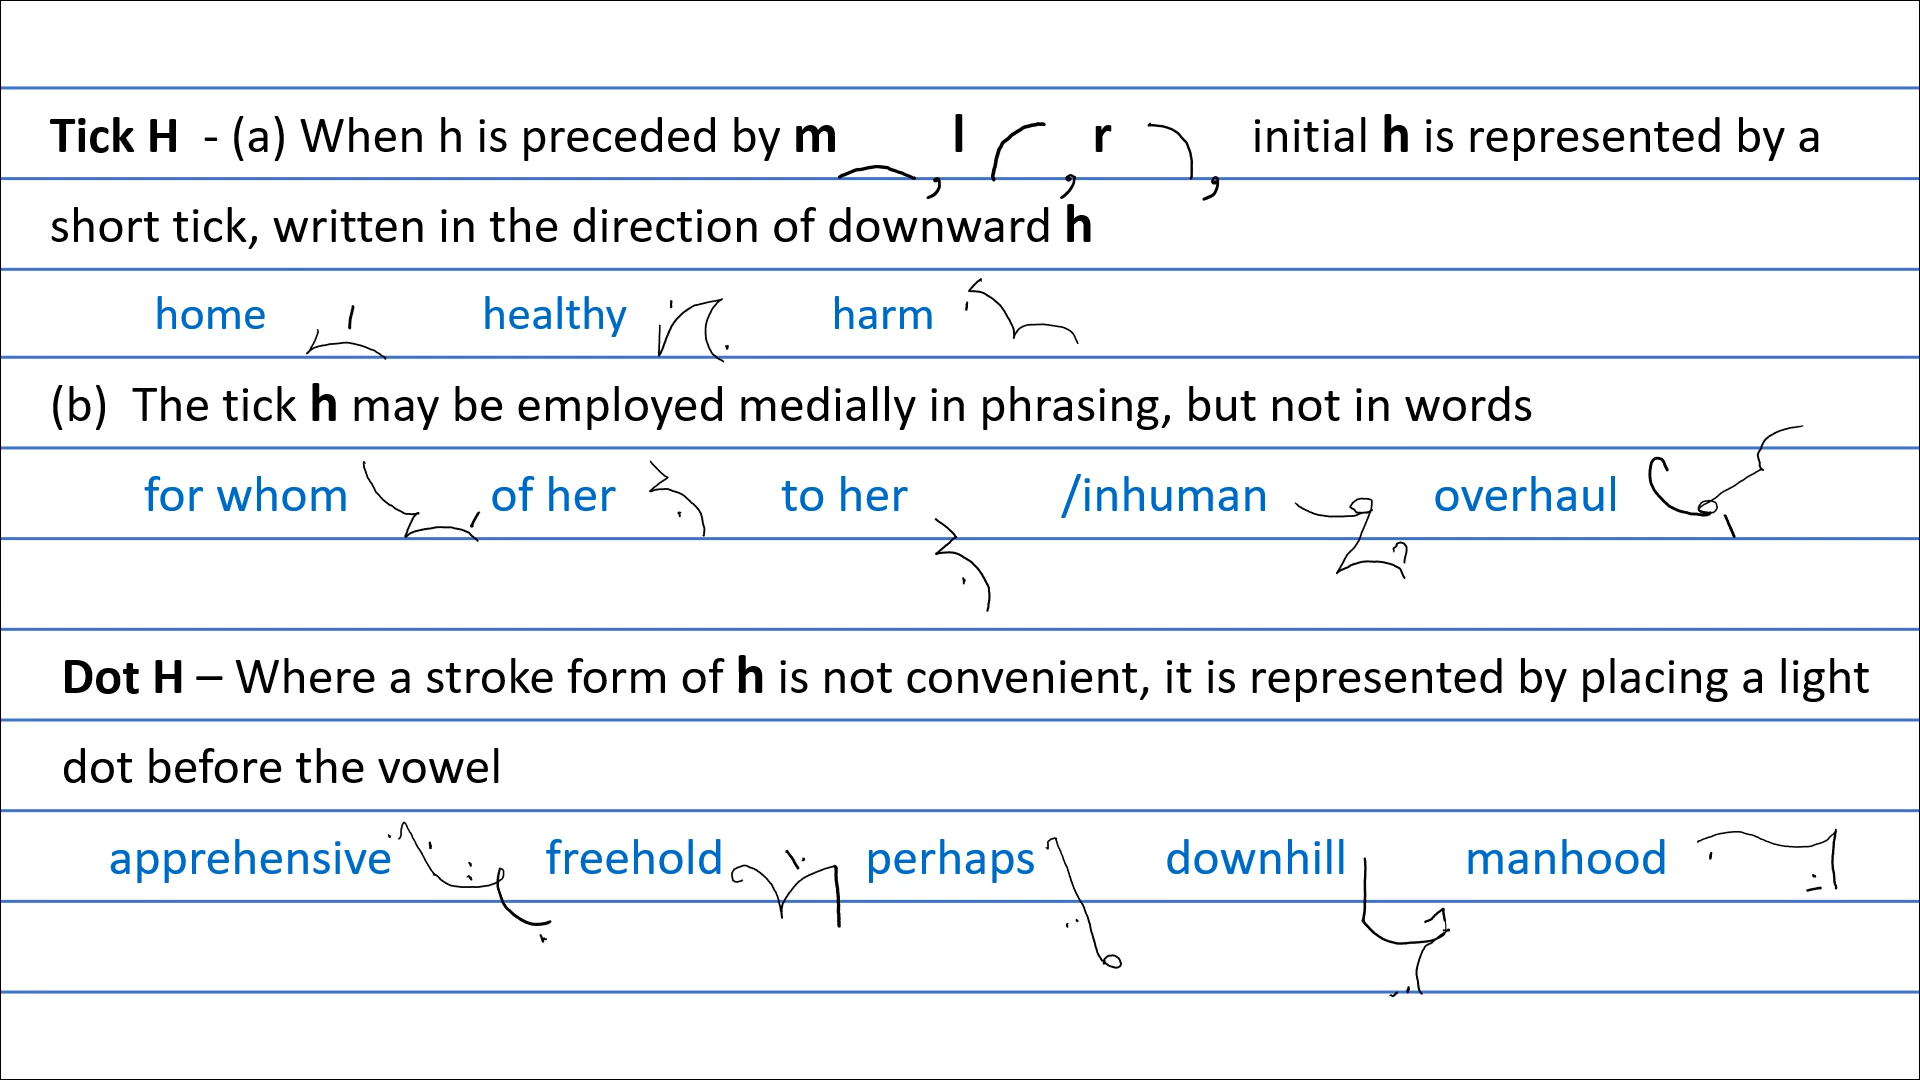 Tick H - (a) When h is preceded by m , l , r , initial h is represented by a
short tick, written in the direction of downward h
home healthy harm
(b) The tick h may be employed medially in phrasing, but not in words
for whom of her to her /inhuman overhaul
Dot H – Where a stroke form of h is not convenient, it is represented by placing a light
dot before the vowel
apprehensive freehold perhaps downhill manhood